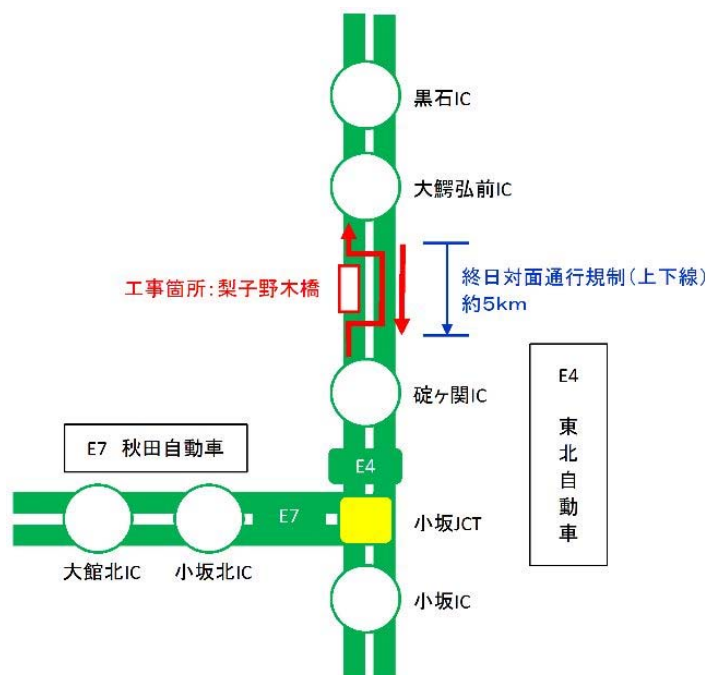 黒石IC
大鰐弘前IC
工事箇所：梨子野木橋
終日対面通行規制（上下線）
約5km
碇ヶ関IC
E4 東北自動車
E7 秋田自動車
E4
E7
小坂JCT
大館北IC
小坂北IC
小坂IC